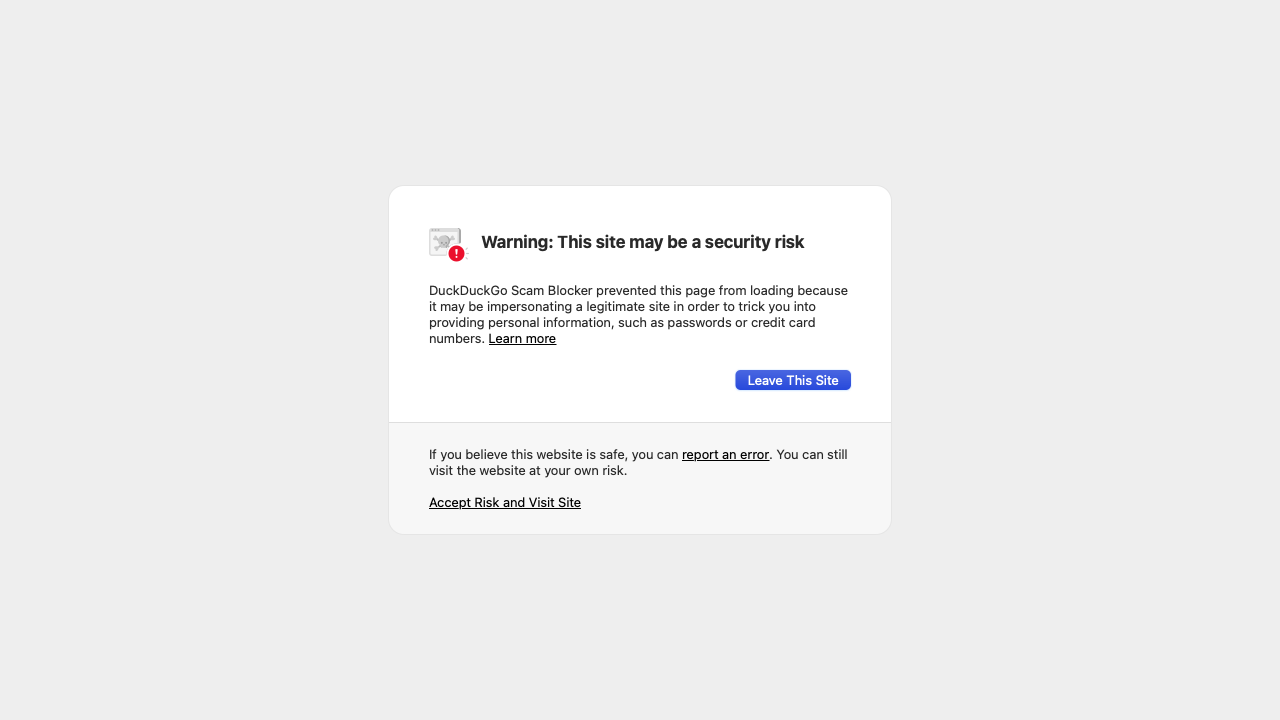 Warning: This site may be a security risk
DuckDuckGo Scam Blocker prevented this page from loading because
it may be impersonating a legitimate site in order to trick you into
providing personal information, such as passwords or credit card
numbers. Learn more
Leave This Site
If you believe this website is safe, you can report an error. You can still
visit the website at your own risk.
Accept Risk and Visit Site